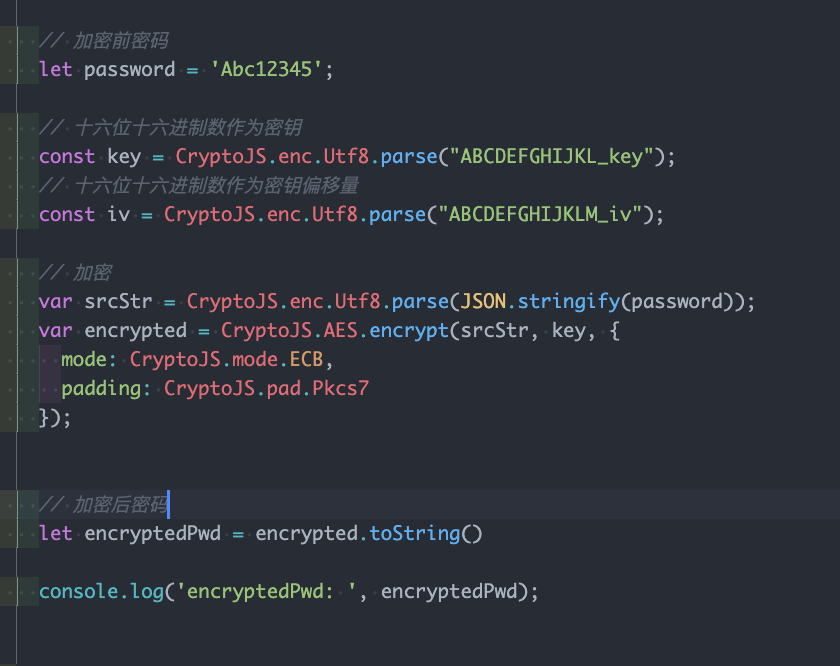 // 加密前密码
let password = 'Abc12345';
// 十六位十六进制数作为密钥
const key = CryptoJS.enc.Utf8.parse("ABCDEFGHIJKL_key");
// 十六位十六进制数作为密钥偏移量
const iv = CryptoJS.enc.Utf8.parse("ABCDEFGHIJKLM_iv");
// 加密
var srcStr = CryptoJS.enc.Utf8.parse(JSON.stringify(password));
var encrypted = CryptoJS.AES.encrypt(srcStr, key, {
  mode: CryptoJS.mode.ECB,
  padding: CryptoJS.pad.Pkcs7
});
// 加密后密码
let encryptedPwd = encrypted.toString()
console.log('encryptedPwd: ', encryptedPwd);